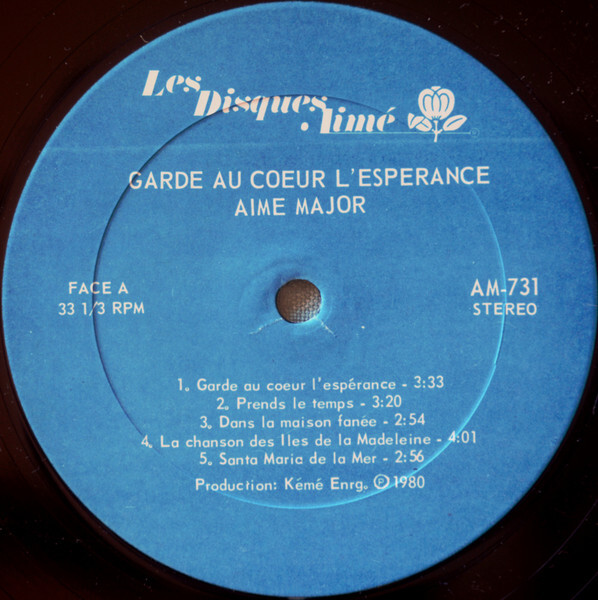 Les Disques Aimé
GARDE AU COEUR L'ESPERANCE
AIME MAJOR
FACE A
33 1/3 RPM
AM-731
STEREO
1. Garde au coeur l'espérance - 3:33
2. Prends le temps - 3:20
3. Dans la maison fanée - 2:54
4. La chanson des Iles de la Madeleine - 4:01
5. Santa Maria de la Mer - 2:56
Production: Kémé Enrg. ℗ 1980